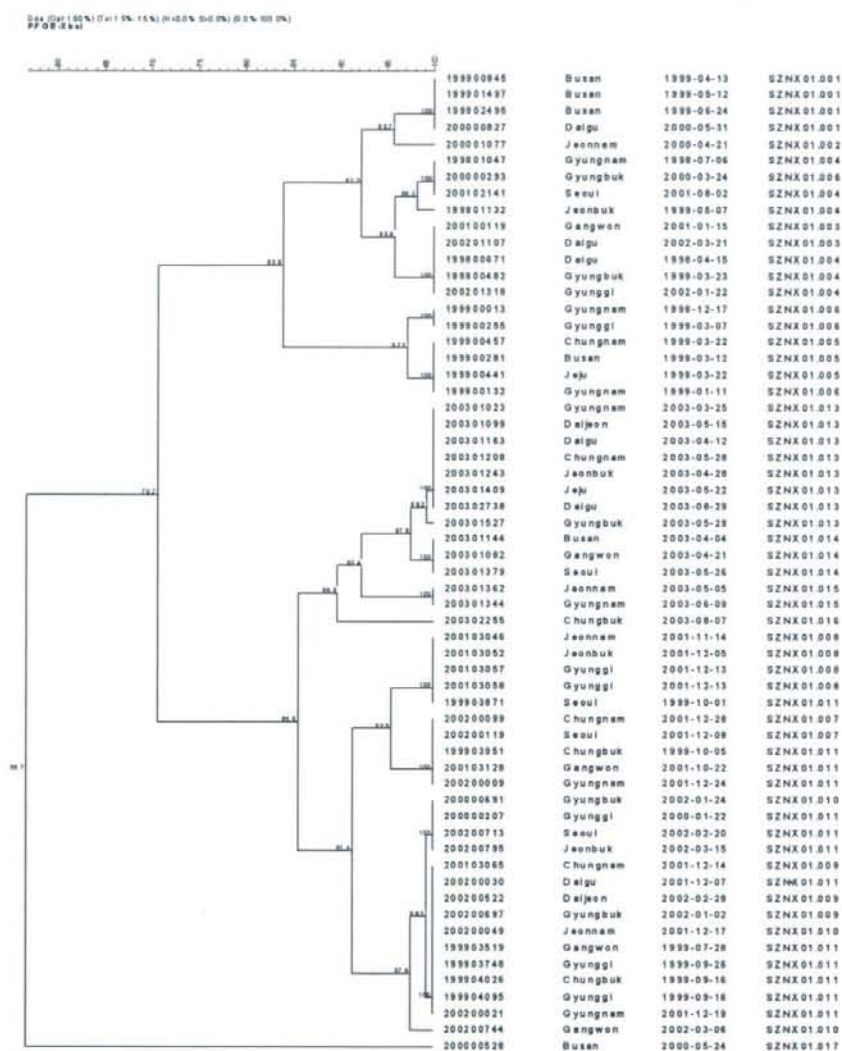 PFGE-XbaI
199900845 Busan 1999-04-13 SZNX01.001
199901497 Busan 1999-05-12 SZNX01.001
199902495 Busan 1999-06-24 SZNX01.001
200000827 Daigu 2000-05-31 SZNX01.001
200001077 Jeonnam 2000-04-21 SZNX01.002
199801047 Gyungnam 1998-07-06 SZNX01.004
200000293 Gyungbuk 2000-03-24 SZNX01.006
200102141 Seoul 2001-08-02 SZNX01.004
199901132 Jeonbuk 1999-05-07 SZNX01.004
200100119 Gangwon 2001-01-15 SZNX01.003
200201107 Daigu 2002-03-21 SZNX01.003
199800671 Daigu 1998-04-15 SZNX01.004
199900482 Gyungbuk 1999-03-23 SZNX01.004
200201316 Gyunggi 2002-01-22 SZNX01.004
199900013 Gyungnam 1998-12-17 SZNX01.006
199900255 Gyunggi 1999-03-07 SZNX01.006
199900457 Chungnam 1999-03-22 SZNX01.005
199900281 Busan 1999-03-12 SZNX01.005
199900441 Jeju 1999-03-22 SZNX01.005
199900132 Gyungnam 1999-01-11 SZNX01.006
200301023 Gyungnam 2003-03-25 SZNX01.013
200301099 Daijeon 2003-05-15 SZNX01.013
200301163 Daigu 2003-04-12 SZNX01.013
200301208 Chungnam 2003-05-28 SZNX01.013
200301243 Jeonbuk 2003-04-28 SZNX01.013
200301409 Jeju 2003-05-22 SZNX01.013
200302738 Daigu 2003-08-29 SZNX01.013
200301527 Gyungbuk 2003-05-29 SZNX01.013
200301144 Busan 2003-04-04 SZNX01.014
200301082 Gangwon 2003-04-21 SZNX01.014
200301379 Seoul 2003-05-26 SZNX01.014
200301362 Jeonnam 2003-05-05 SZNX01.015
200301344 Gyungnam 2003-06-09 SZNX01.015
200302255 Chungbuk 2003-08-07 SZNX01.016
200103046 Jeonnam 2001-11-14 SZNX01.008
200103052 Jeonbuk 2001-12-05 SZNX01.008
200103057 Gyunggi 2001-12-13 SZNX01.008
200103058 Gyunggi 2001-12-13 SZNX01.008
199903871 Seoul 1999-10-01 SZNX01.011
200200099 Chungnam 2001-12-28 SZNX01.007
200200119 Seoul 2001-12-08 SZNX01.007
199903951 Chungbuk 1999-10-05 SZNX01.011
200103128 Gangwon 2001-10-22 SZNX01.011
200200009 Gyungnam 2001-12-24 SZNX01.011
200000691 Gyungbuk 2002-01-24 SZNX01.010
200000207 Gyunggi 2000-01-22 SZNX01.011
200200713 Seoul 2002-02-20 SZNX01.011
200200795 Jeonbuk 2002-03-15 SZNX01.011
200103065 Chungnam 2001-12-14 SZNX01.009
200200030 Daigu 2001-12-07 SZNX01.011
200200522 Daijeon 2002-02-28 SZNX01.009
200200697 Gyungbuk 2002-01-02 SZNX01.009
200200049 Jeonnam 2001-12-17 SZNX01.010
199903519 Gangwon 1999-07-28 SZNX01.011
199903748 Gyunggi 1999-09-26 SZNX01.011
199904026 Chungbuk 1999-09-16 SZNX01.011
199904095 Gyunggi 1999-09-16 SZNX01.011
200200021 Gyungnam 2001-12-19 SZNX01.011
200200744 Gangwon 2002-03-06 SZNX01.010
200000528 Busan 2000-05-24 SZNX01.017